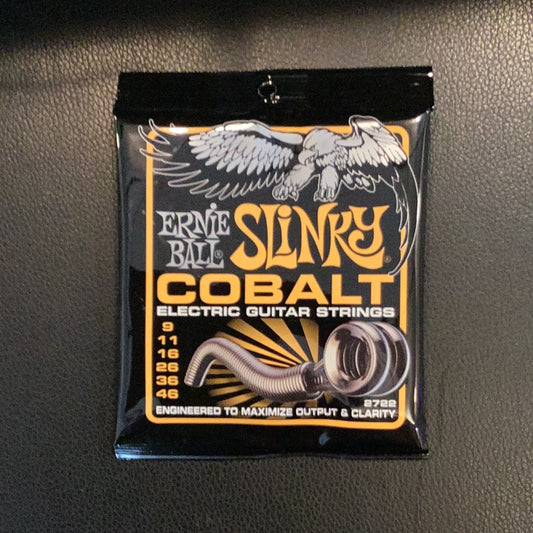 ERNIE BALL®
SLINKY®
COBALT
ELECTRIC GUITAR STRINGS
9
11
16
26
36
46
2722
ENGINEERED TO MAXIMIZE OUTPUT & CLARITY